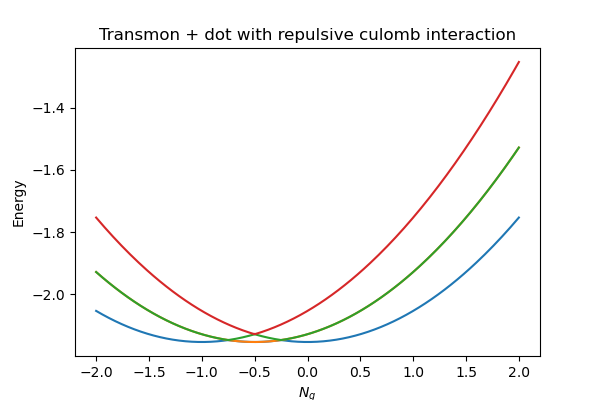 Transmon + dot with repulsive culomb interaction
Energy
−1.4
−1.6
−1.8
−2.0
−2.0 −1.5 −1.0 −0.5 0.0 0.5 1.0 1.5 2.0
N_g